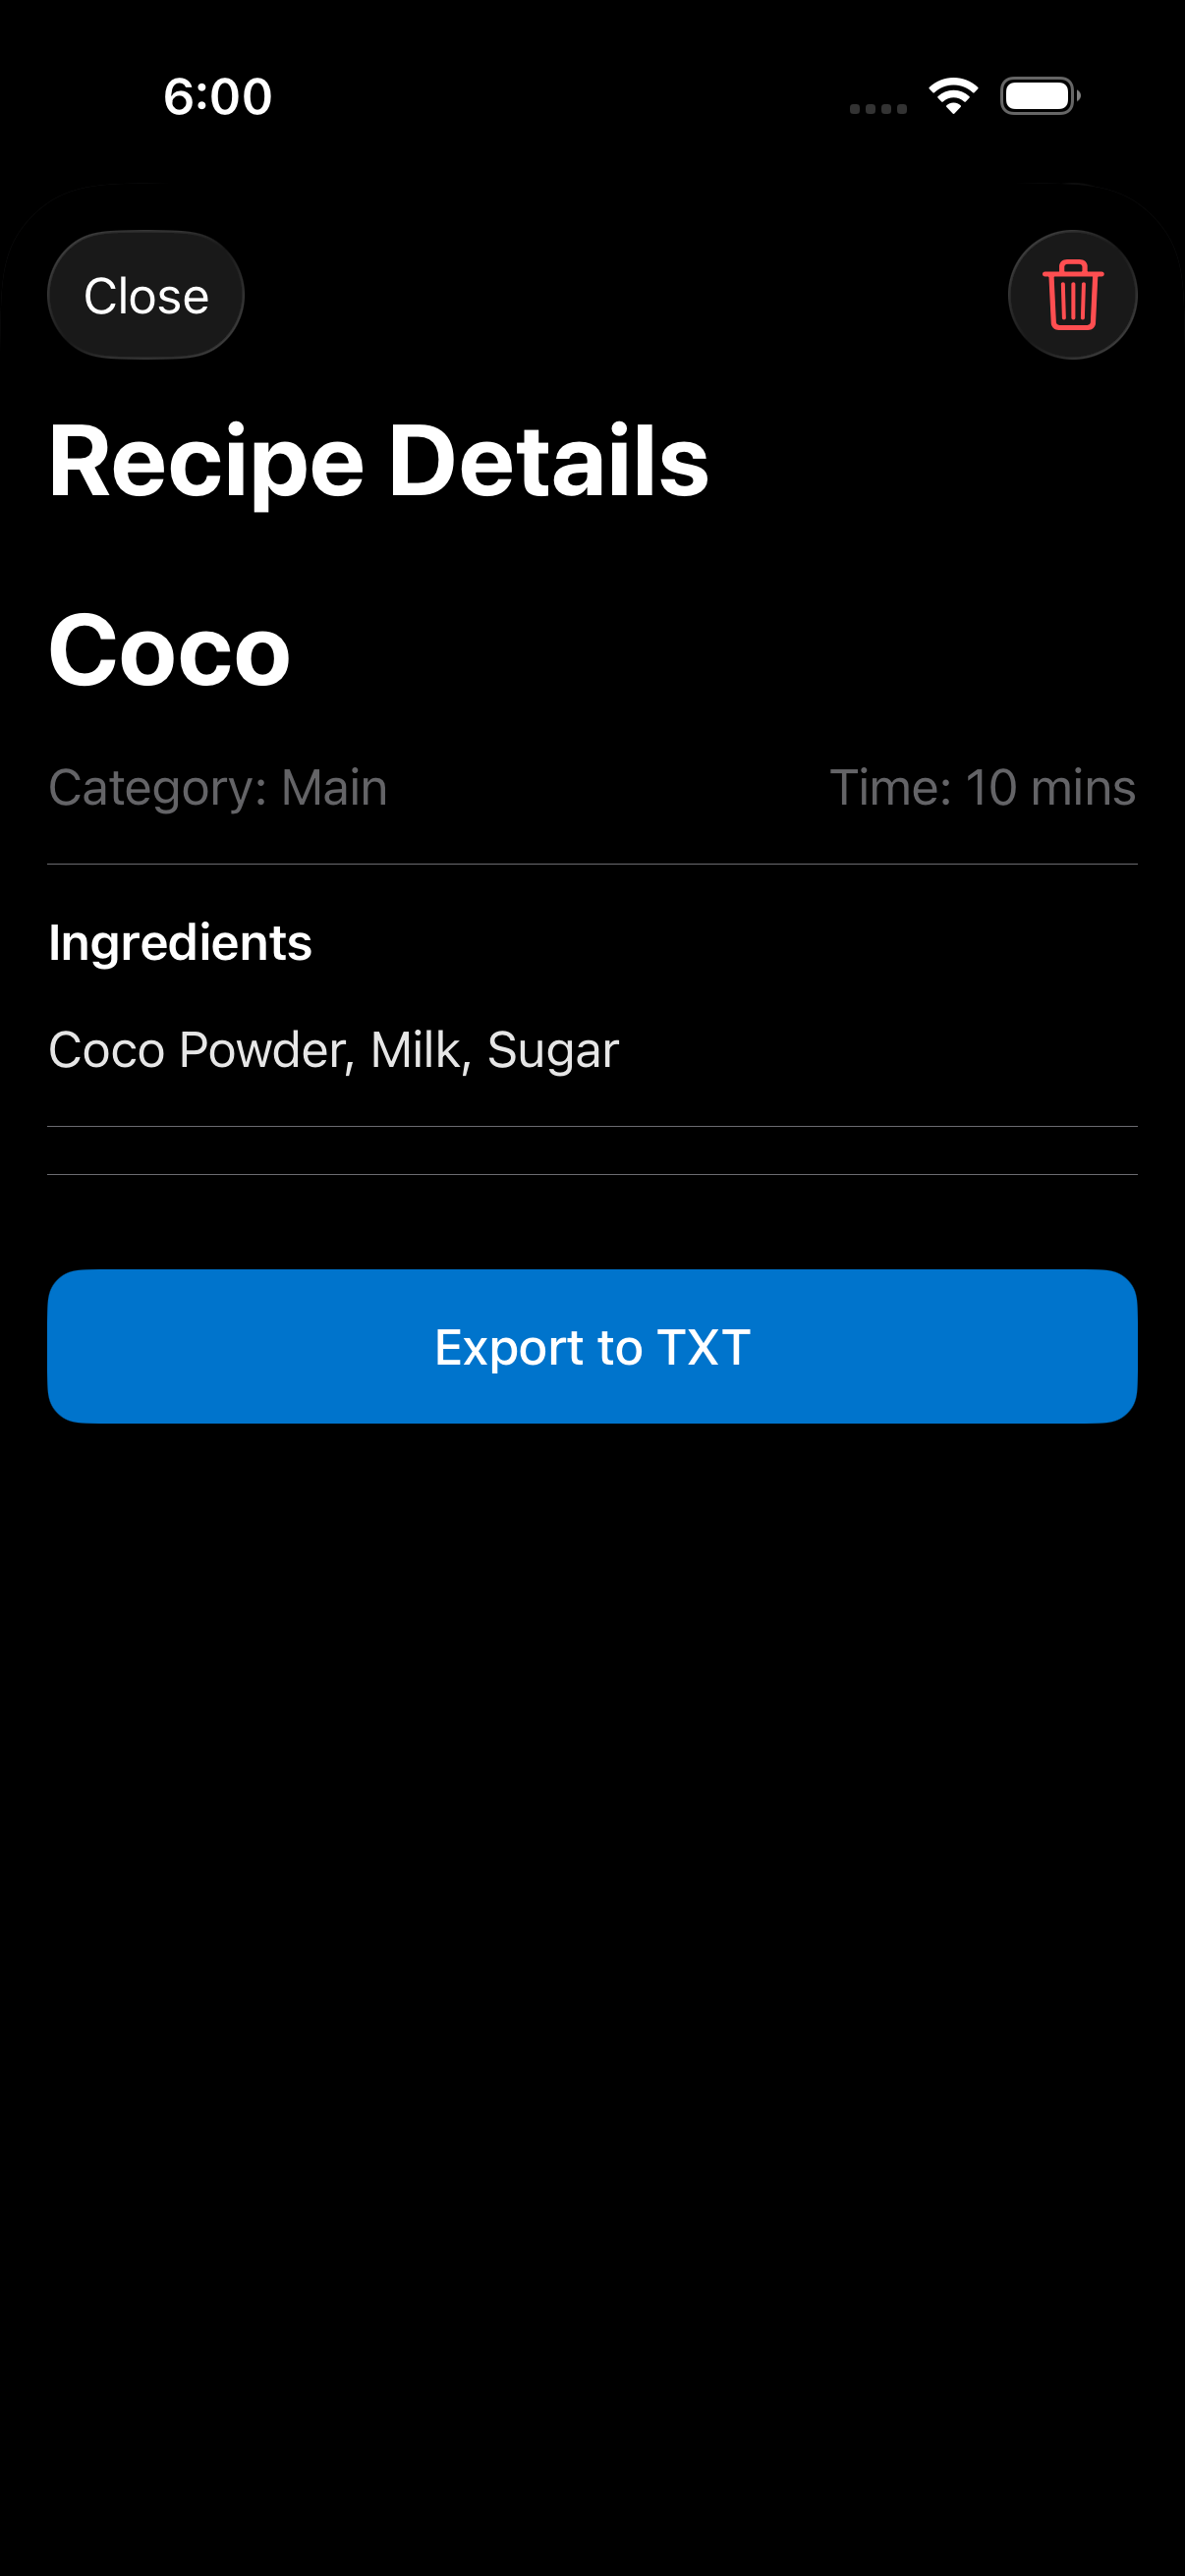 6:00
Close
Recipe Details
Coco
Category: Main Time: 10 mins
Ingredients
Coco Powder, Milk, Sugar
Export to TXT